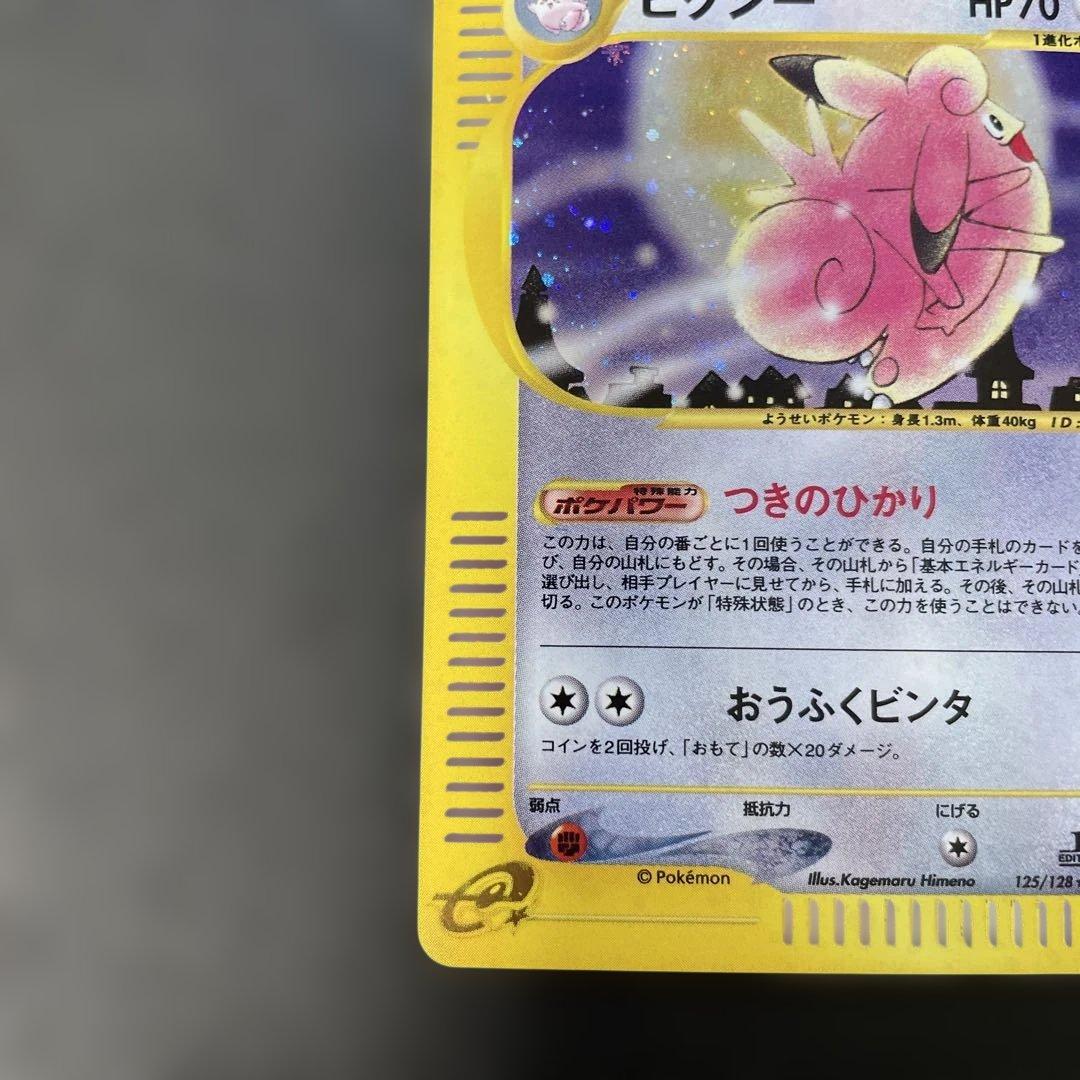 ピクシー HP70
1進化ポ
ようせいポケモン：身長1.3m、体重40kg ID
特殊能力
ポケパワー つきのひかり
この力は、自分の番ごとに1回使うことができる。自分の手札のカードを
び、自分の山札にもどす。その場合、その山札から「基本エネルギーカード」
選び出し、相手プレイヤーに見せてから、手札に加える。その後、その山札
切る。このポケモンが「特殊状態」のとき、この力を使うことはできない。
おうふくビンタ
コインを2回投げ、「おもて」の数×20ダメージ。
弱点 抵抗力 にげる
©Pokémon Illus.Kagemaru Himeno 125/128